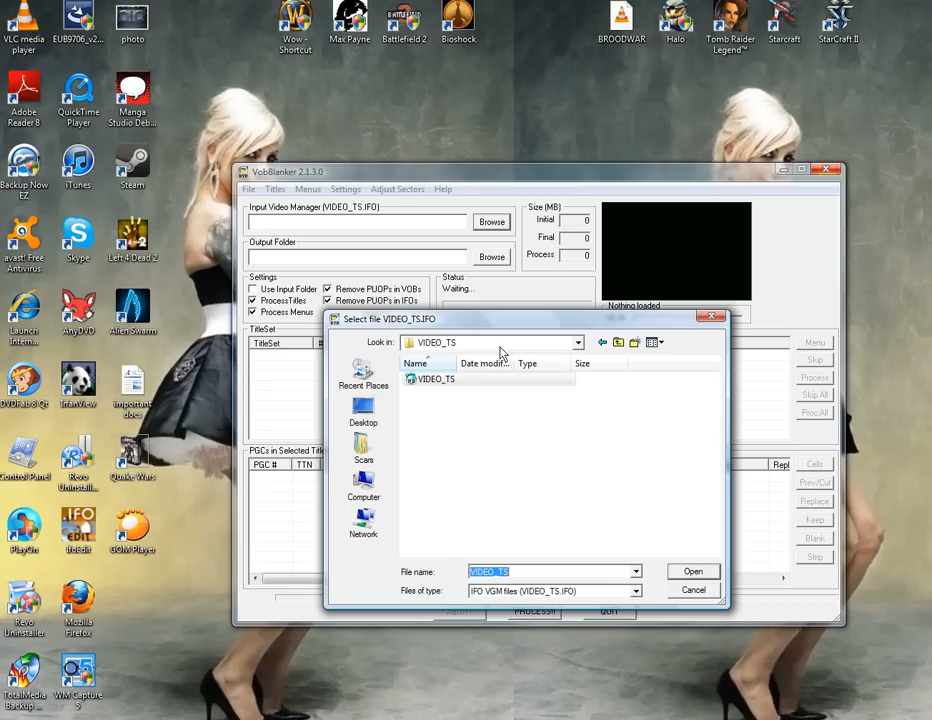 VLC media player
EUB9706_v2...
photo
Wow - Shortcut
Max Payne
Battlefield 2
Bioshock
BROODWAR
Halo
Tomb Raider Legend™
Starcraft
StarCraft II
Adobe Reader 8
QuickTime Player
Manga Studio Deb...
Backup Now EZ
iTunes
Steam
avast! Free Antivirus
Skype
Left 4 Dead 2
Launch Intern...
AnyDVD
Alien Swarm
DVDFab 8 Qt
IrfanView
important docs
Control Panel
Revo Uninstall...
Quake Wars
PlayOn
IFO EDIT
IfoEdit
GOM Player
Revo Uninstaller
Mozilla Firefox
TotalMedia Backup ...
WM Capture 5
VobBlanker 2.1.3.0
File Titles Menus Settings Adjust Sectors Help
Input Video Manager (VIDEO_TS.IFO)
Browse
Output Folder
Browse
Size (MB)
Initial 0
Final 0
Process 0
Settings
Use Input Folder Remove PUOPs in VOBs
ProcessTitles Remove PUOPs in IFOs
Process Menus
Status
Waiting...
Nothing loaded
TitleSet
TitleSet #
Menu
Skip
Process
Skip All
Proc.All
PGCs in Selected Titl
PGC # TTN Repl
Cells
Prev/Cut
Replace
Keep
Blank
Strip
ABORT PROCESS!! QUIT
Select file VIDEO_TS.IFO
Look in: VIDEO_TS
Name Date modif... Type Size
VIDEO_TS
Recent Places
Desktop
Scars
Computer
Network
File name: VIDEO_TS Open
Files of type: IFO VGM files (VIDEO_TS.IFO) Cancel